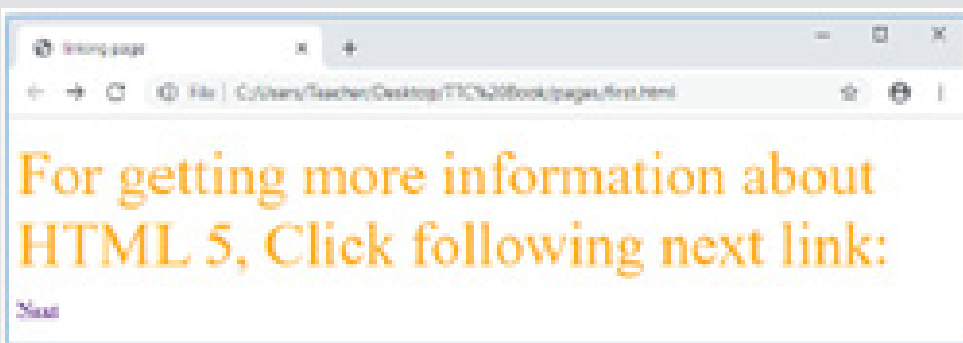 linking page
File | C:/Users/Teacher/Desktop/TTC%20Book/pages/first.html
For getting more information about
HTML 5, Click following next link:
Next